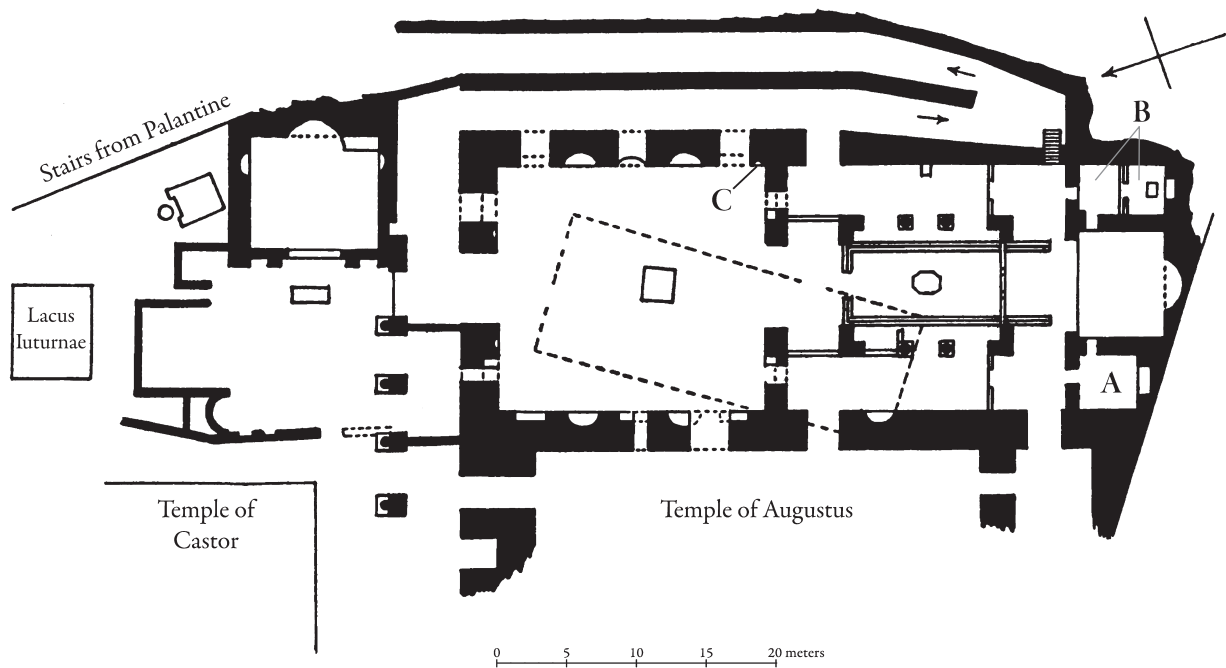 Stairs from Palantine
B
C
Lacus
Iuturnae
A
Temple of
Castor
Temple of Augustus
0 5 10 15 20 meters